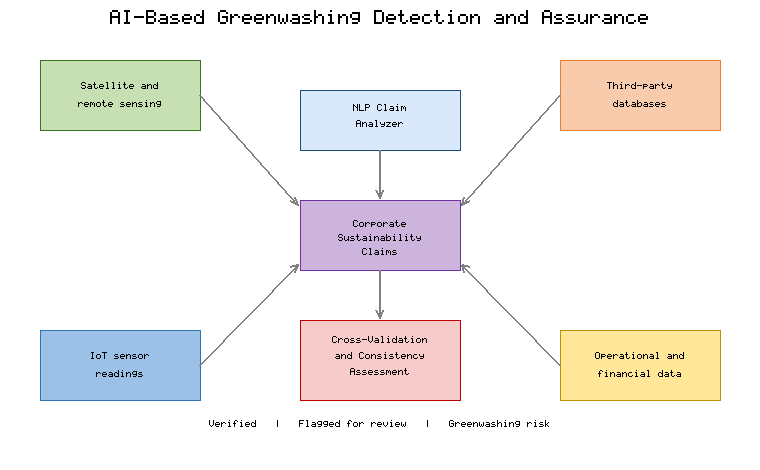 AI-Based Greenwashing Detection and Assurance
Satellite and
remote sensing
NLP Claim
Analyzer
Third-party
databases
Corporate
Sustainability
Claims
IoT sensor
readings
Cross-Validation
and Consistency
Assessment
Operational and
financial data
Verified | Flagged for review | Greenwashing risk